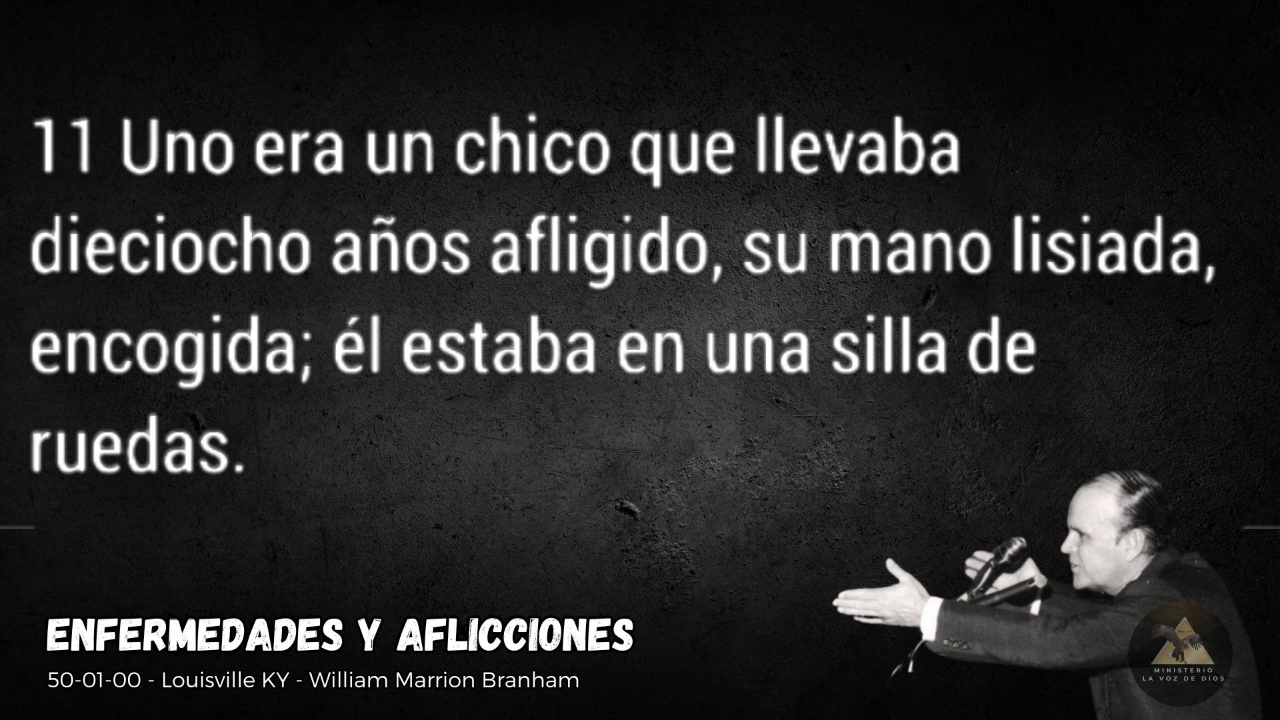 11 Uno era un chico que llevaba
dieciocho años afligido, su mano lisiada,
encogida; él estaba en una silla de
ruedas.
ENFERMEDADES Y AFLICCIONES
50-01-00 - Louisville KY - William Marrion Branham
MINISTERIO
LA VOZ DE DIOS